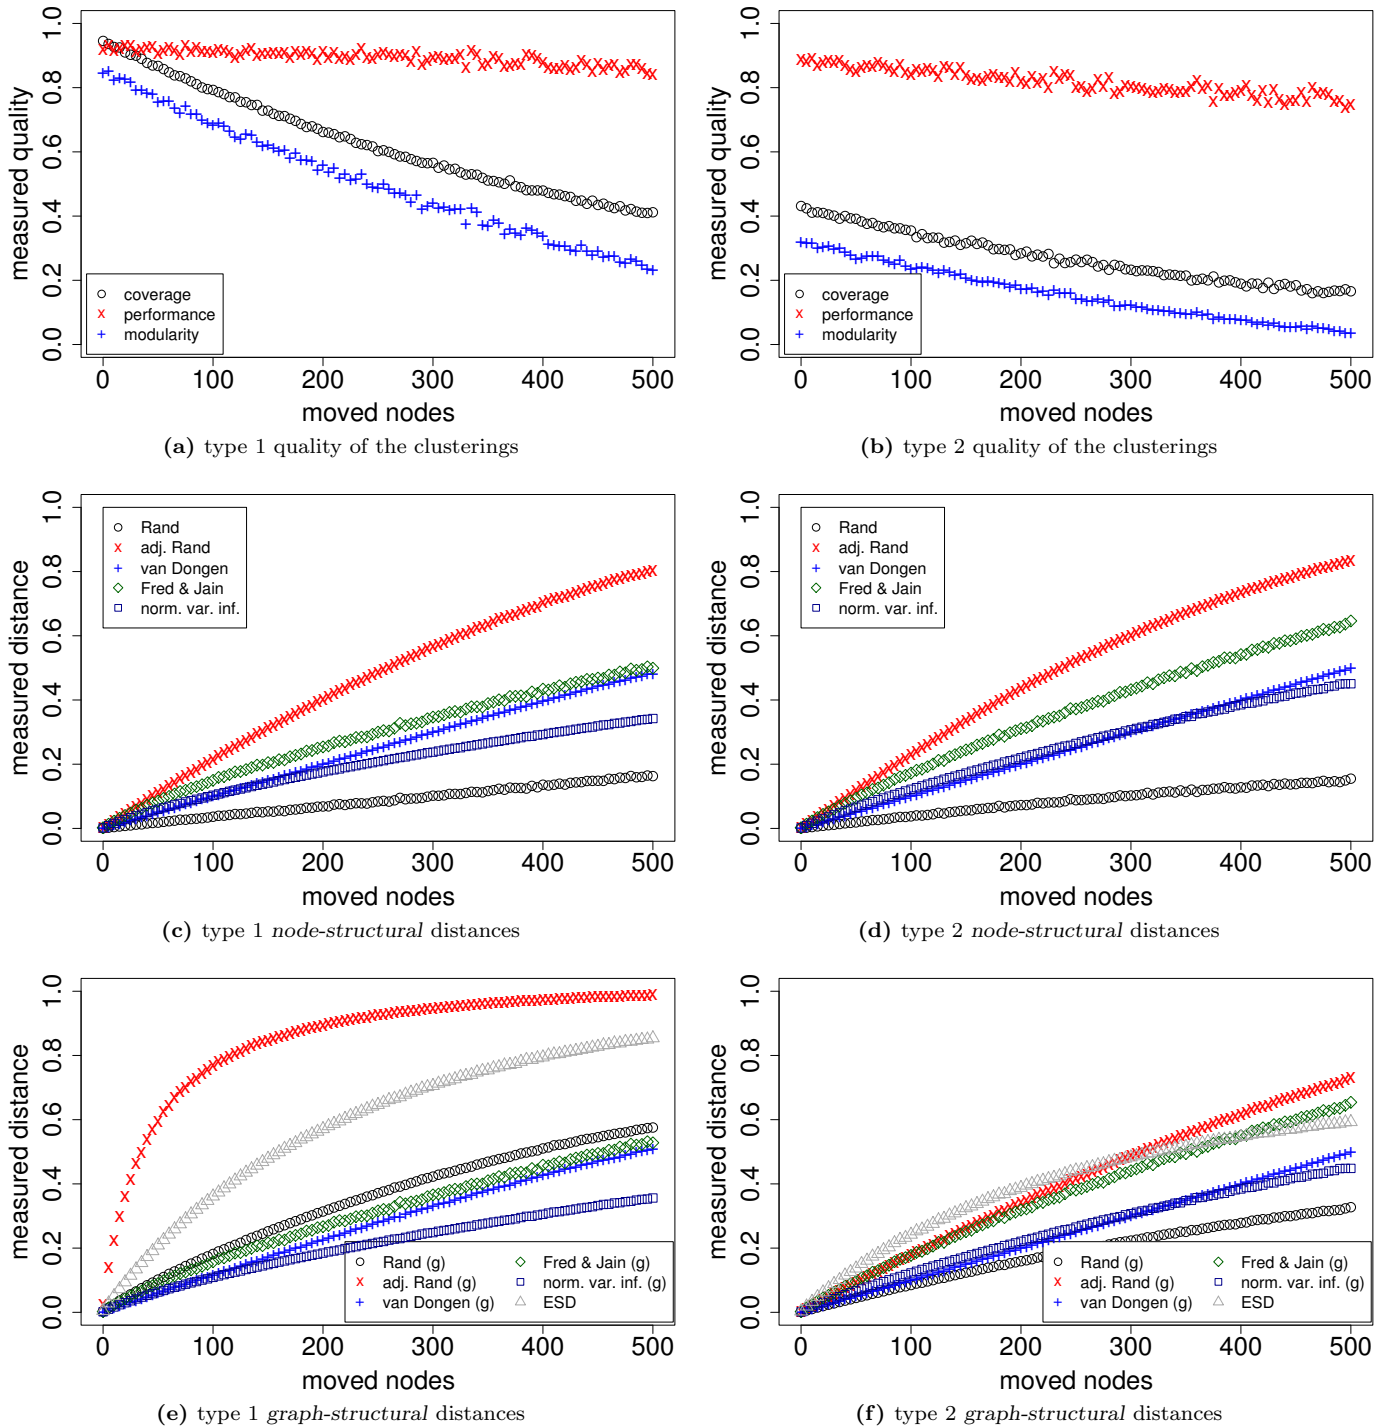 measured quality
1.0
0.8
0.6
0.4
0.2
0.0
coverage
performance
modularity
0 100 200 300 400 500
moved nodes
(a) type 1 quality of the clusterings
measured quality
1.0
0.8
0.6
0.4
0.2
0.0
coverage
performance
modularity
0 100 200 300 400 500
moved nodes
(b) type 2 quality of the clusterings
measured distance
1.0
0.8
0.6
0.4
0.2
0.0
Rand
adj. Rand
van Dongen
Fred & Jain
norm. var. inf.
0 100 200 300 400 500
moved nodes
(c) type 1 node-structural distances
measured distance
1.0
0.8
0.6
0.4
0.2
0.0
Rand
adj. Rand
van Dongen
Fred & Jain
norm. var. inf.
0 100 200 300 400 500
moved nodes
(d) type 2 node-structural distances
measured distance
1.0
0.8
0.6
0.4
0.2
0.0
Rand (g)
adj. Rand (g)
van Dongen (g)
Fred & Jain (g)
norm. var. inf. (g)
ESD
0 100 200 300 400 500
moved nodes
(e) type 1 graph-structural distances
measured distance
1.0
0.8
0.6
0.4
0.2
0.0
Rand (g)
adj. Rand (g)
van Dongen (g)
Fred & Jain (g)
norm. var. inf. (g)
ESD
0 100 200 300 400 500
moved nodes
(f) type 2 graph-structural distances